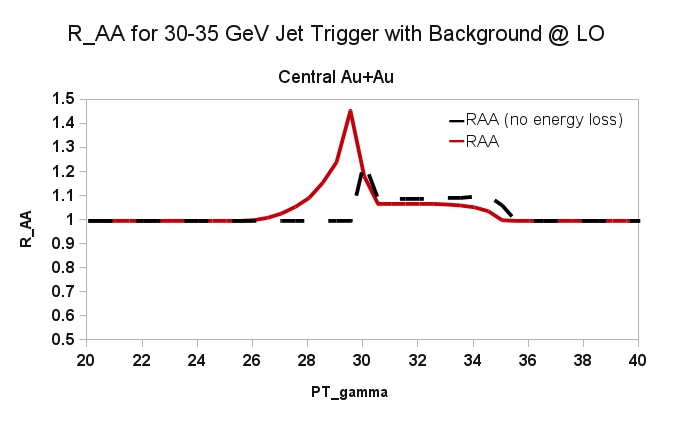 R_AA for 30-35 GeV Jet Trigger with Background @ LO
Central Au+Au
1.5
1.4
1.3
1.2
1.1
1
0.9
0.8
0.7
0.6
0.5
RAA (no energy loss)
RAA
R_AA
20 22 24 26 28 30 32 34 36 38 40
PT_gamma